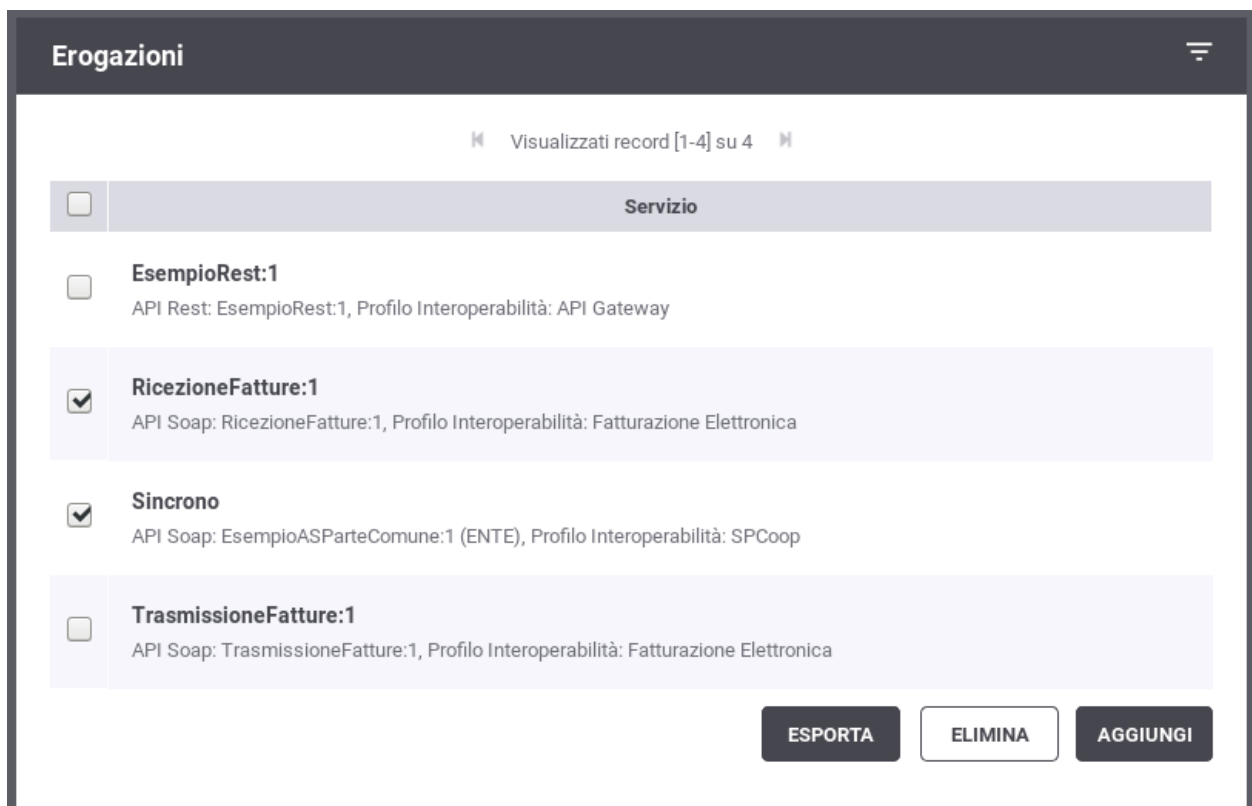 Erogazioni
Visualizzati record [1-4] su 4
Servizio
EsempioRest:1
API Rest: EsempioRest:1, Profilo Interoperabilità: API Gateway
RicezioneFatture:1
API Soap: RicezioneFatture:1, Profilo Interoperabilità: Fatturazione Elettronica
Sincrono
API Soap: EsempioASParteComune:1 (ENTE), Profilo Interoperabilità: SPCoop
TrasmissioneFatture:1
API Soap: TrasmissioneFatture:1, Profilo Interoperabilità: Fatturazione Elettronica
ESPORTA ELIMINA AGGIUNGI